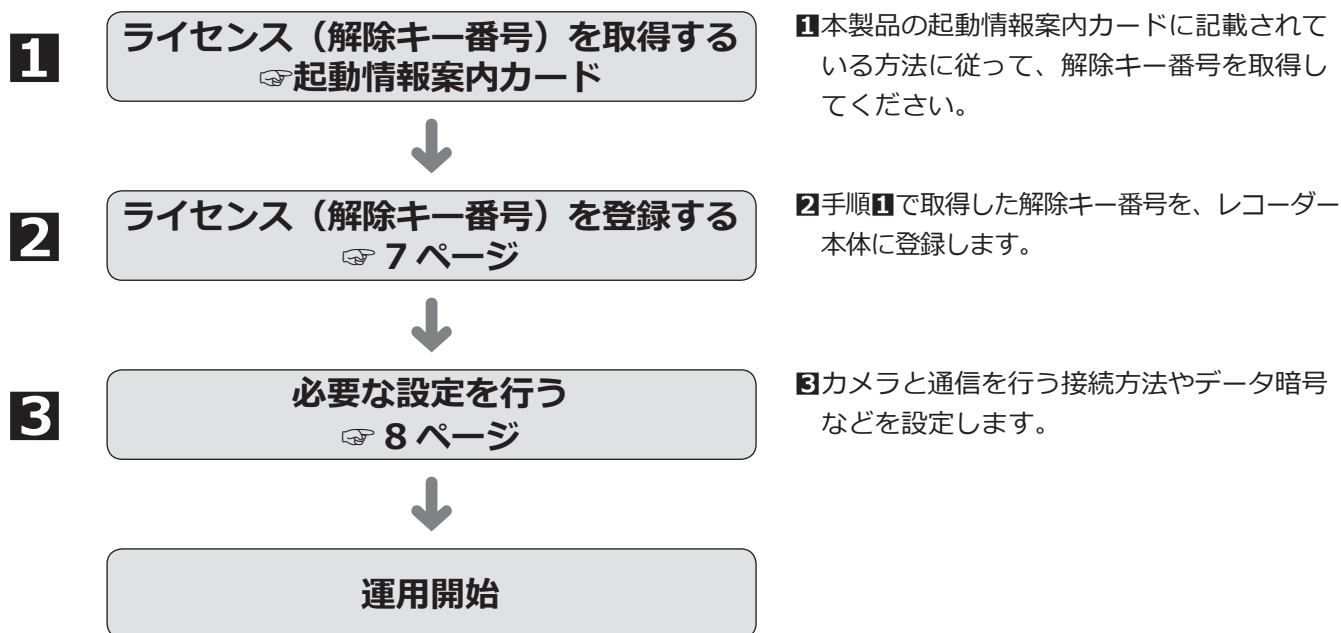 1
ライセンス（解除キー番号）を取得する
☞起動情報案内カード
1本製品の起動情報案内カードに記載されて
いる方法に従って、解除キー番号を取得し
てください。
2
ライセンス（解除キー番号）を登録する
☞ 7 ページ
2手順1で取得した解除キー番号を、レコーダー
本体に登録します。
3
必要な設定を行う
☞ 8 ページ
3カメラと通信を行う接続方法やデータ暗号
などを設定します。
運用開始